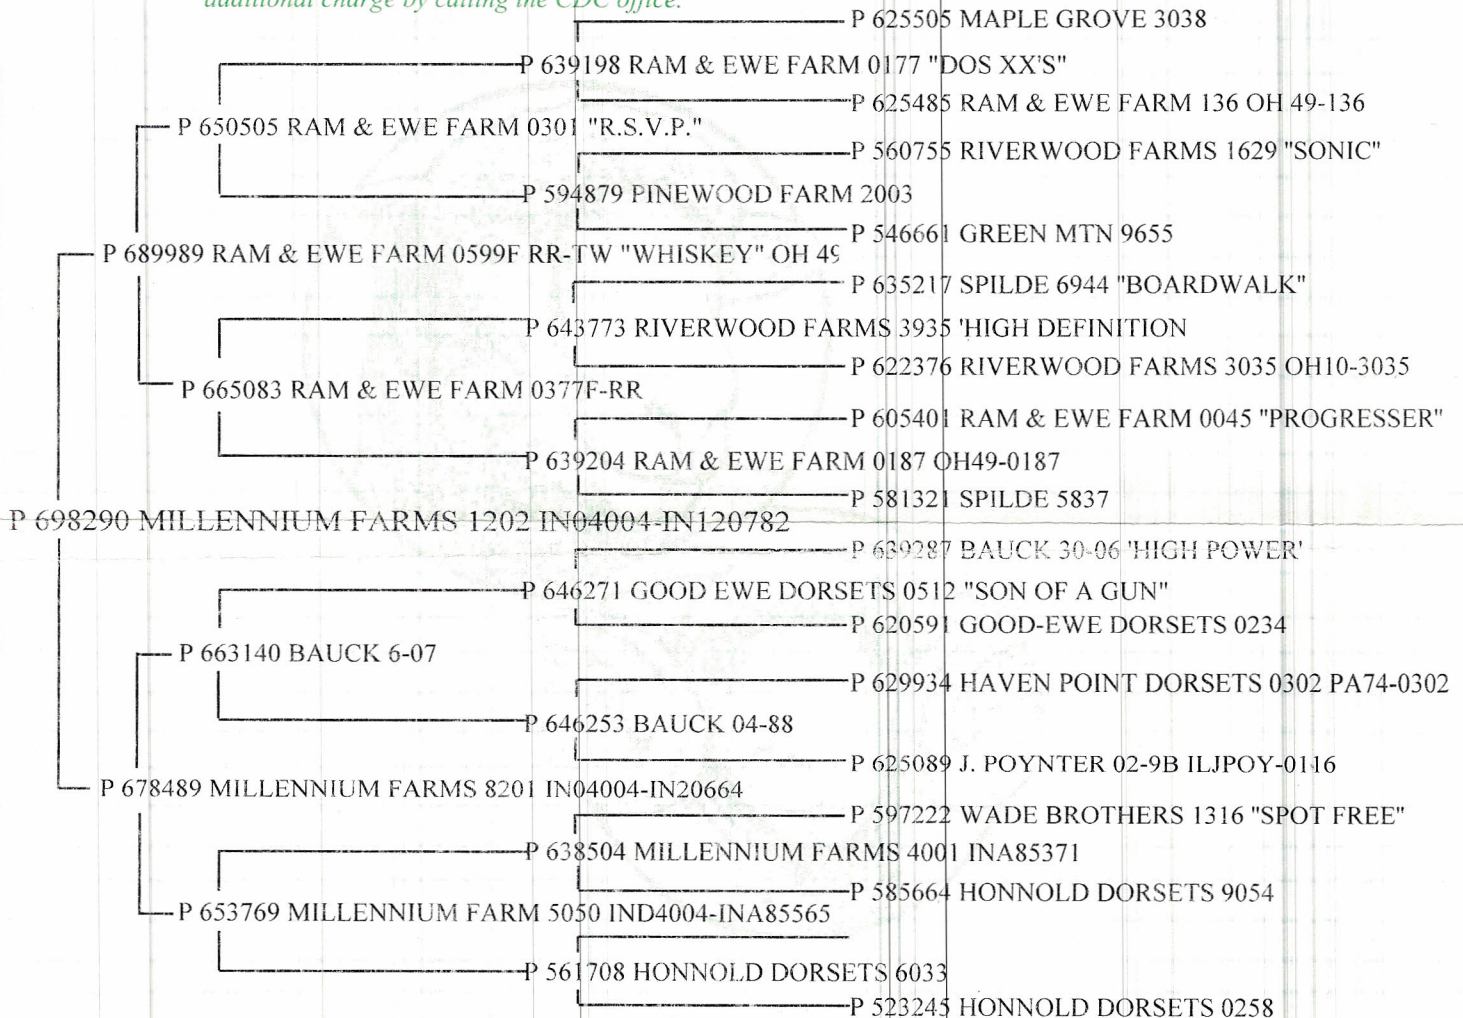 additional charge by calling the CDC office.
P 625505 MAPLE GROVE 3038
P 639198 RAM & EWE FARM 0177 "DOS XX'S"
P 625485 RAM & EWE FARM 136 OH 49-136
P 650505 RAM & EWE FARM 0301 "R.S.V.P."
P 560755 RIVERWOOD FARMS 1629 "SONIC"
P 594879 PINEWOOD FARM 2003
P 546661 GREEN MTN 9655
P 689989 RAM & EWE FARM 0599F RR-TW "WHISKEY" OH 49
P 635217 SPILDE 6944 "BOARDWALK"
P 643773 RIVERWOOD FARMS 3935 'HIGH DEFINITION
P 622376 RIVERWOOD FARMS 3035 OH10-3035
P 665083 RAM & EWE FARM 0377F-RR
P 605401 RAM & EWE FARM 0045 "PROGRESSER"
P 639204 RAM & EWE FARM 0187 OH49-0187
P 581321 SPILDE 5837
P 698290 MILLENNIUM FARMS 1202 IN04004-IN120782
P 639287 BAUCK 30-06 'HIGH POWER'
P 646271 GOOD EWE DORSETS 0512 "SON OF A GUN"
P 620591 GOOD-EWE DORSETS 0234
P 663140 BAUCK 6-07
P 629934 HAVEN POINT DORSETS 0302 PA74-0302
P 646253 BAUCK 04-88
P 625089 J. POYNTER 02-9B ILJPOY-0116
P 678489 MILLENNIUM FARMS 8201 IN04004-IN20664
P 597222 WADE BROTHERS 1316 "SPOT FREE"
P 638504 MILLENNIUM FARMS 4001 INA85371
P 585664 HONNOLD DORSETS 9054
P 653769 MILLENNIUM FARM 5050 IND4004-INA85565
P 561708 HONNOLD DORSETS 6033
P 523245 HONNOLD DORSETS 0258